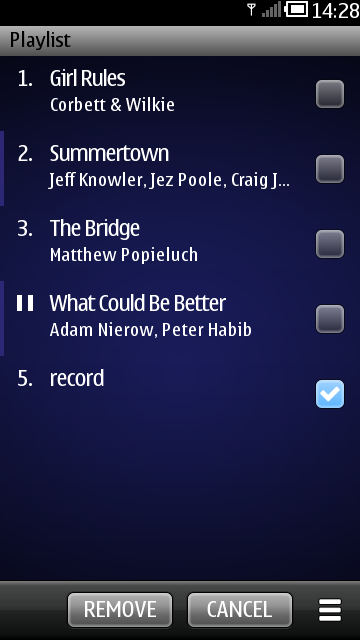 14:28
Playlist
1. Girl Rules
Corbett & Wilkie
2. Summertown
Jeff Knowler, Jez Poole, Craig J...
3. The Bridge
Matthew Popieluch
What Could Be Better
Adam Nierow, Peter Habib
5. record
REMOVE CANCEL